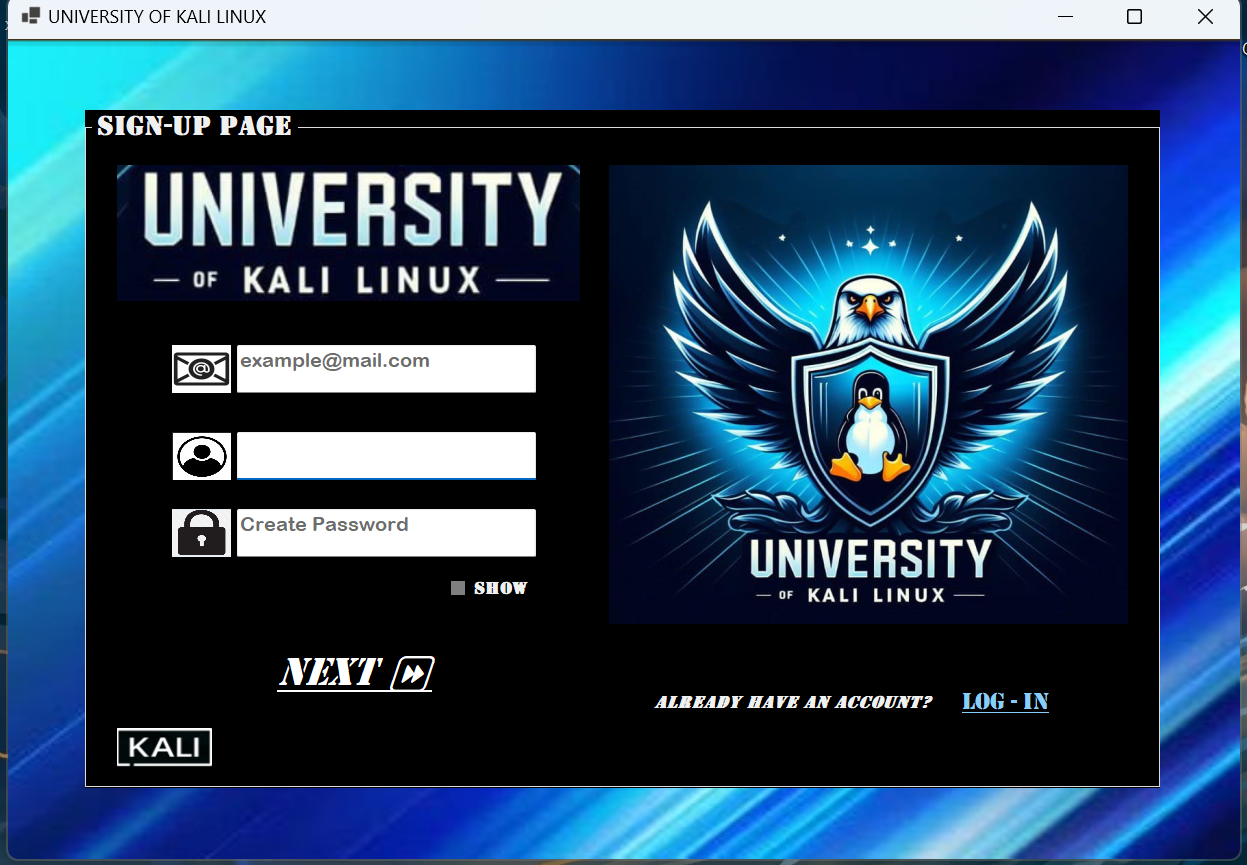 UNIVERSITY OF KALI LINUX
SIGN-UP PAGE
UNIVERSITY
OF KALI LINUX
example@mail.com
Create Password
SHOW
NEXT
KALI
UNIVERSITY
OF KALI LINUX
ALREADY HAVE AN ACCOUNT? LOG - IN